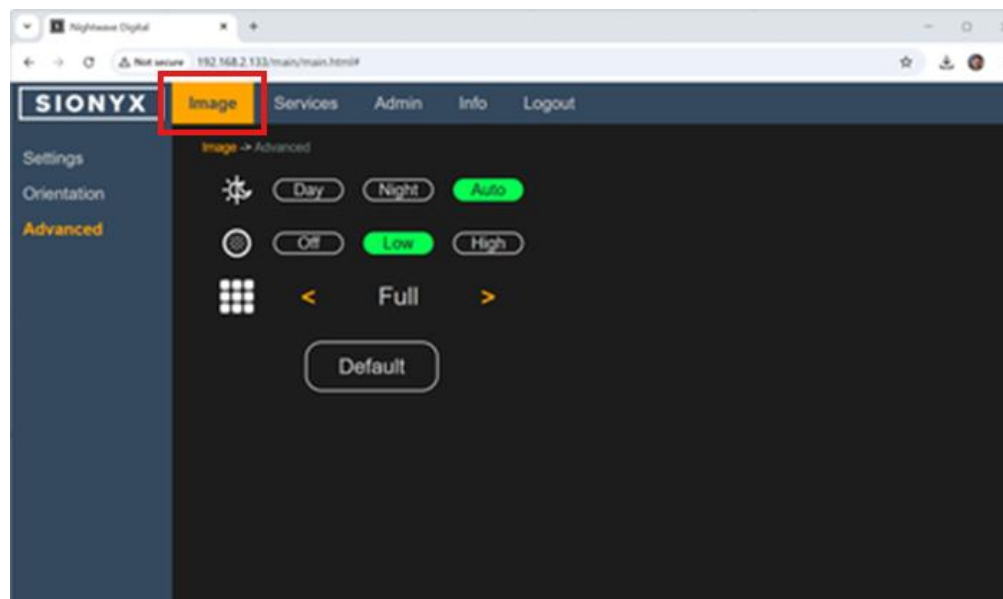 Nightwave Digital
Not secure 192.168.2.133/main/main.html#
SIONYX Image Services Admin Info Logout
Settings
Orientation
Advanced
Image -> Advanced
Day Night Auto
Off Low High
< Full >
Default